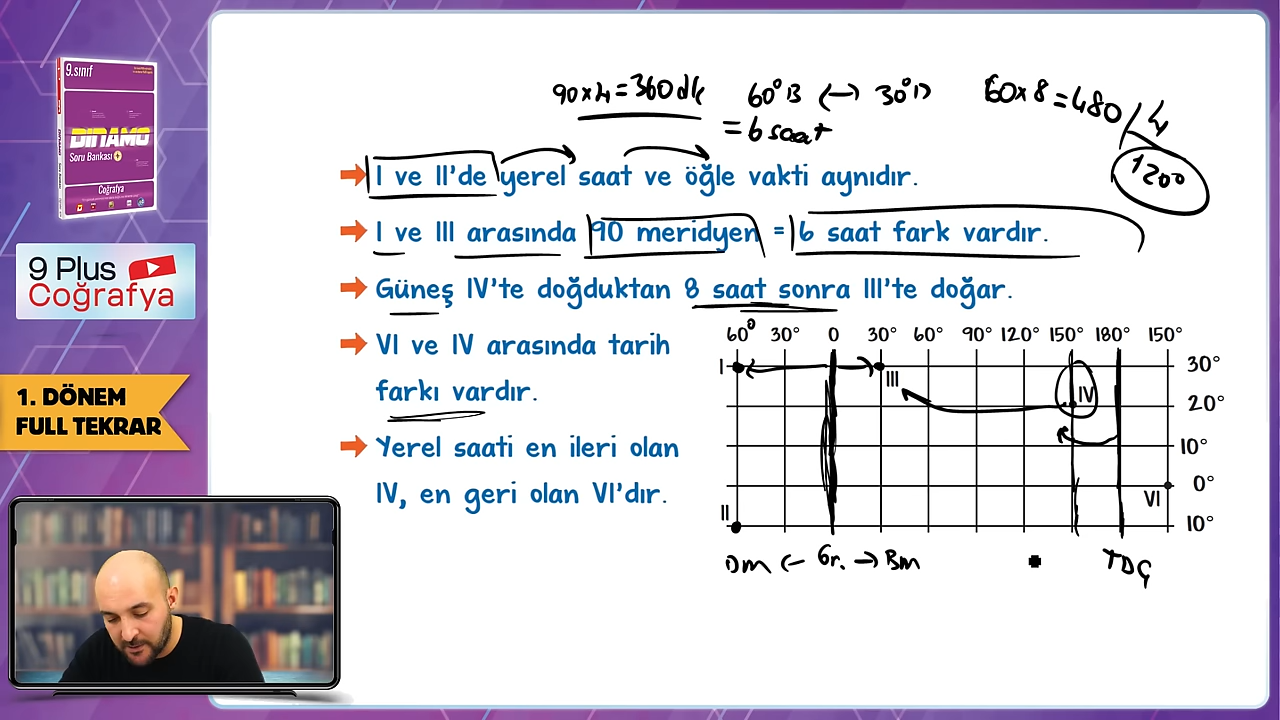 9.sınıf
DINAMO
Soru Bankası +
Coğrafya
9 Plus
Coğrafya
1. DÖNEM
FULL TEKRAR
90x4=360 dk
60°B ↔ 30°D
= 6 saat
60x8=480/4
120°
➡ I ve II'de yerel saat ve öğle vakti aynıdır.
➡ I ve III arasında 90 meridyen = 6 saat fark vardır.
➡ Güneş IV'te doğduktan 8 saat sonra III'te doğar.
➡ VI ve IV arasında tarih
farkı vardır.
➡ Yerel saati en ileri olan
IV, en geri olan VI'dır.
60° 30° 0 30° 60° 90° 120° 150° 180° 150°
I 30°
III
IV 20°
10°
0°
VI
II 10°
Dm ← Gr. → Bm TDÇ